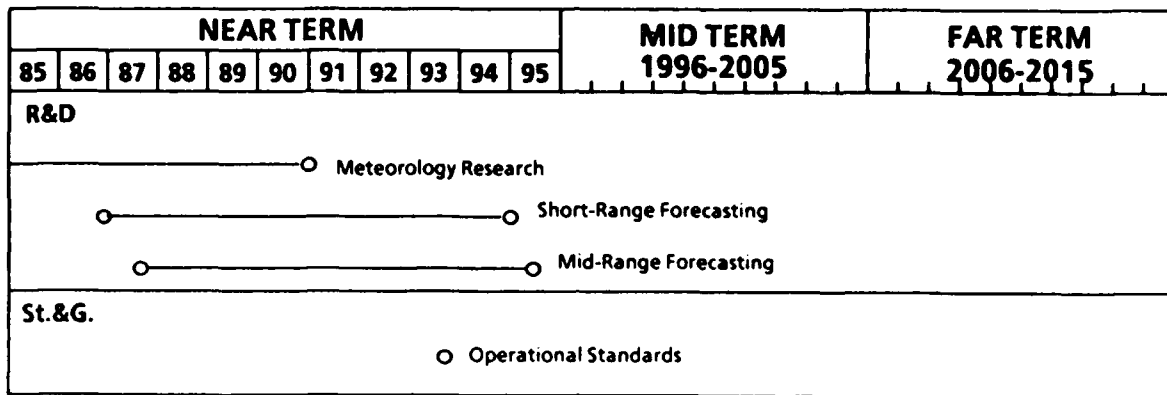 NEAR TERM
MID TERM
1996-2005
FAR TERM
2006-2015
85 86 87 88 89 90 91 92 93 94 95
R&D
Meteorology Research
Short-Range Forecasting
Mid-Range Forecasting
St.&G.
Operational Standards